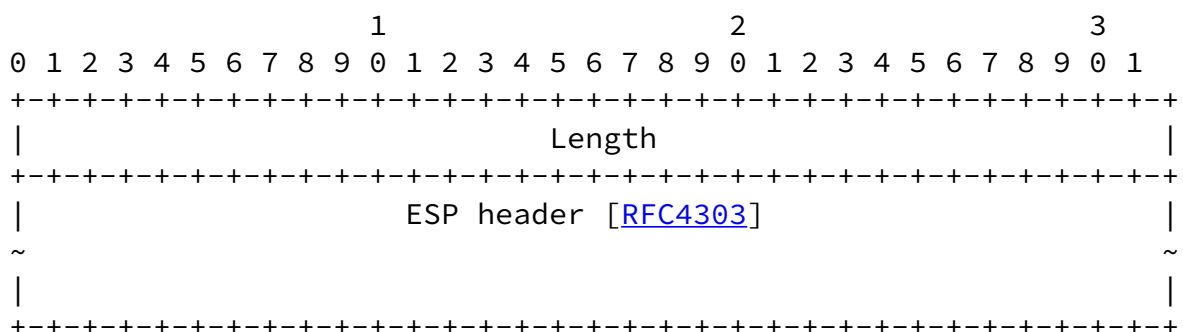 1                   2                   3
 0 1 2 3 4 5 6 7 8 9 0 1 2 3 4 5 6 7 8 9 0 1 2 3 4 5 6 7 8 9 0 1
+-+-+-+-+-+-+-+-+-+-+-+-+-+-+-+-+-+-+-+-+-+-+-+-+-+-+-+-+-+-+-+-+
|                             Length                            |
+-+-+-+-+-+-+-+-+-+-+-+-+-+-+-+-+-+-+-+-+-+-+-+-+-+-+-+-+-+-+-+-+
|                     ESP header [RFC4303]                      |
~                                                               ~
|                                                               |
+-+-+-+-+-+-+-+-+-+-+-+-+-+-+-+-+-+-+-+-+-+-+-+-+-+-+-+-+-+-+-+-+